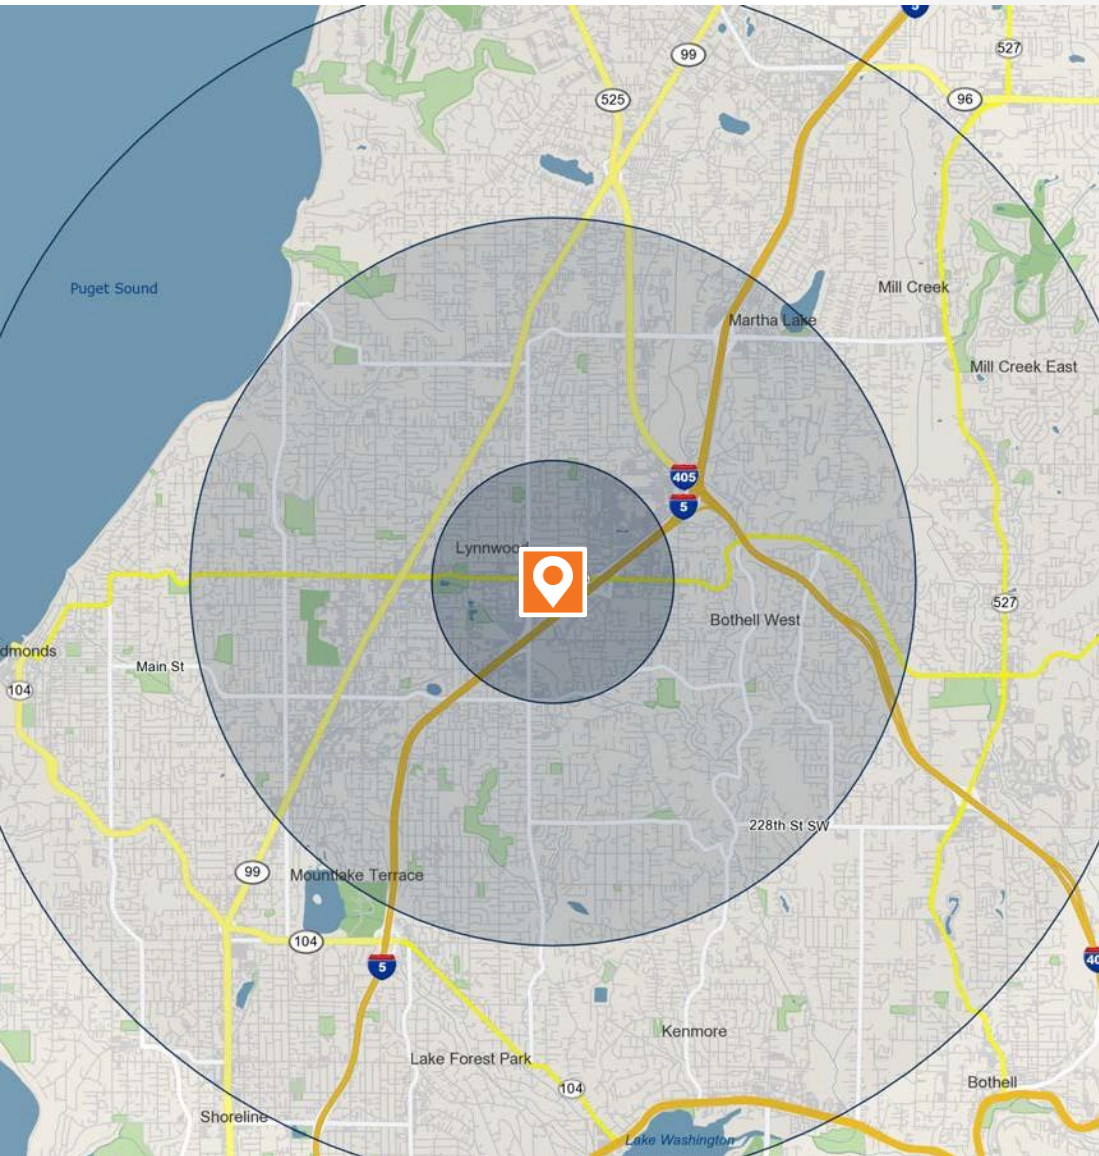 5
527
99
96
525
Puget Sound
Mill Creek
Martha Lake
Mill Creek East
405
5
Lynnwood
527
Bothell West
dmonds
Main St
104
228th St SW
99
Mountlake Terrace
104
5
40
Kenmore
Lake Forest Park
Bothell
104
Shoreline
Lake Washington